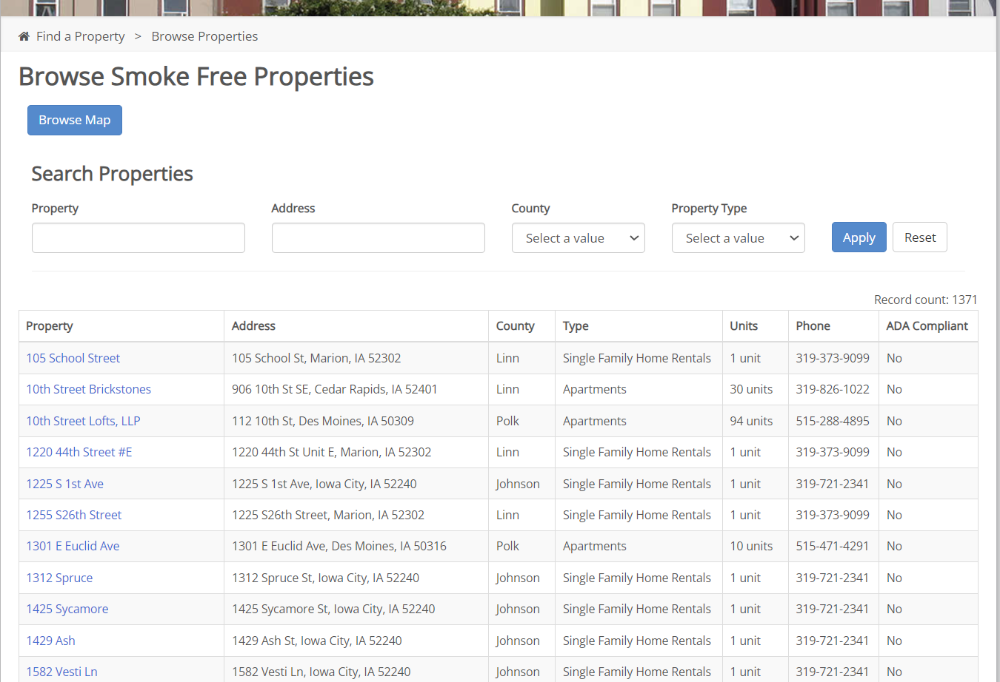 Find a Property > Browse Properties
Browse Smoke Free Properties
Browse Map
Search Properties
Property Address County Property Type
Select a value Select a value Apply Reset
Record count: 1371
Property Address County Type Units Phone ADA Compliant
105 School Street 105 School St, Marion, IA 52302 Linn Single Family Home Rentals 1 unit 319-373-9099 No
10th Street Brickstones 906 10th St SE, Cedar Rapids, IA 52401 Linn Apartments 30 units 319-826-1022 No
10th Street Lofts, LLP 112 10th St, Des Moines, IA 50309 Polk Apartments 94 units 515-288-4895 No
1220 44th Street #E 1220 44th St Unit E, Marion, IA 52302 Linn Single Family Home Rentals 1 unit 319-373-9099 No
1225 S 1st Ave 1225 S 1st Ave, Iowa City, IA 52240 Johnson Single Family Home Rentals 1 unit 319-721-2341 No
1255 S26th Street 1225 S26th Street, Marion, IA 52302 Linn Single Family Home Rentals 1 unit 319-373-9099 No
1301 E Euclid Ave 1301 E Euclid Ave, Des Moines, IA 50316 Polk Apartments 10 units 515-471-4291 No
1312 Spruce 1312 Spruce St, Iowa City, IA 52240 Johnson Single Family Home Rentals 1 unit 319-721-2341 No
1425 Sycamore 1425 Sycamore St, Iowa City, IA 52240 Johnson Single Family Home Rentals 1 unit 319-721-2341 No
1429 Ash 1429 Ash St, Iowa City, IA 52240 Johnson Single Family Home Rentals 1 unit 319-721-2341 No
1582 Vesti Ln 1582 Vesti Ln, Iowa City, IA 52240 Johnson Single Family Home Rentals 1 unit 319-721-2341 No